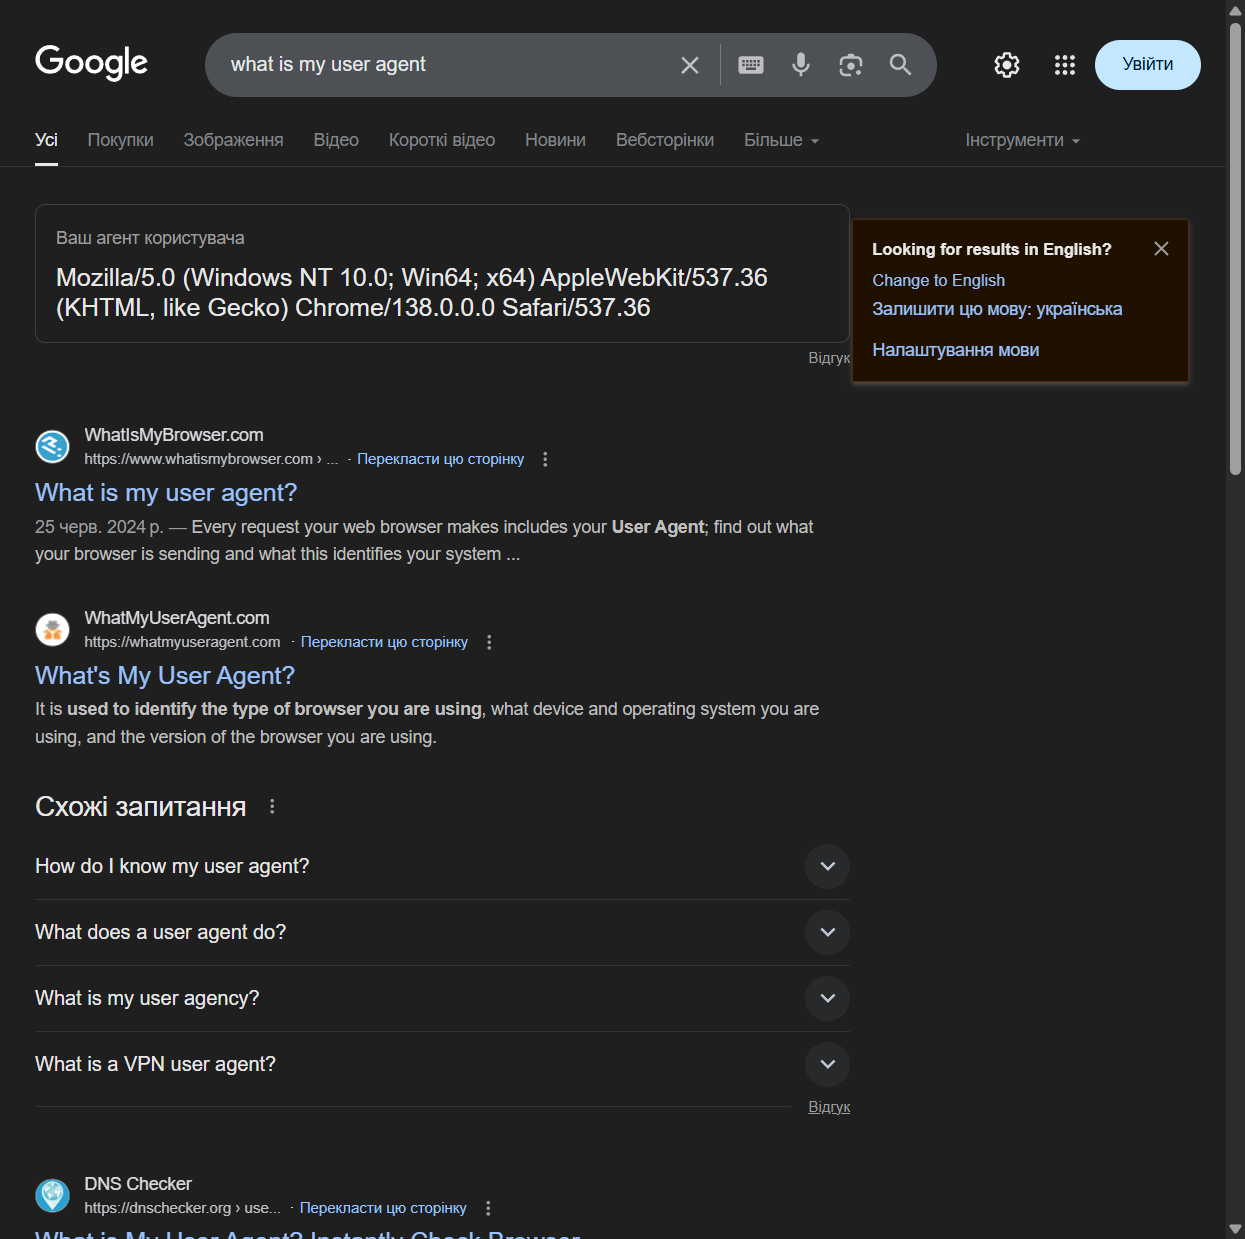 Google
what is my user agent
Увійти
Усі
Покупки
Зображення
Відео
Короткі відео
Новини
Вебсторінки
Більше
Інструменти
Ваш агент користувача
Mozilla/5.0 (Windows NT 10.0; Win64; x64) AppleWebKit/537.36
(KHTML, like Gecko) Chrome/138.0.0.0 Safari/537.36
Відгук
Looking for results in English?
Change to English
Залишити цю мову: українська
Налаштування мови
WhatIsMyBrowser.com
https://www.whatismybrowser.com › ... · Перекласти цю сторінку
What is my user agent?
25 черв. 2024 р. — Every request your web browser makes includes your User Agent; find out what
your browser is sending and what this identifies your system ...
WhatMyUserAgent.com
https://whatmyuseragent.com · Перекласти цю сторінку
What's My User Agent?
It is used to identify the type of browser you are using, what device and operating system you are
using, and the version of the browser you are using.
Схожі запитання
How do I know my user agent?
What does a user agent do?
What is my user agency?
What is a VPN user agent?
Відгук
DNS Checker
https://dnschecker.org › use... · Перекласти цю сторінку
What is My User Agent? Instantly Check Browser